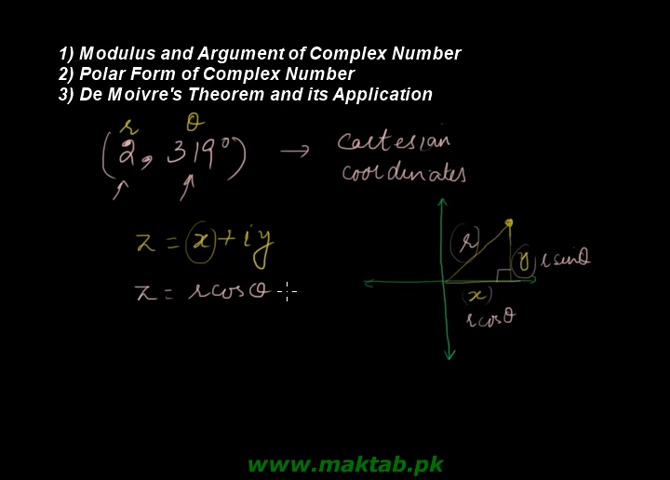 1) Modulus and Argument of Complex Number
2) Polar Form of Complex Number
3) De Moivre's Theorem and its Application
r θ
(2, 319°) → Cartesian
coordinates
z = x + iy
z = r cos θ +
r
y r sin θ
x
r cos θ
www.maktab.pk